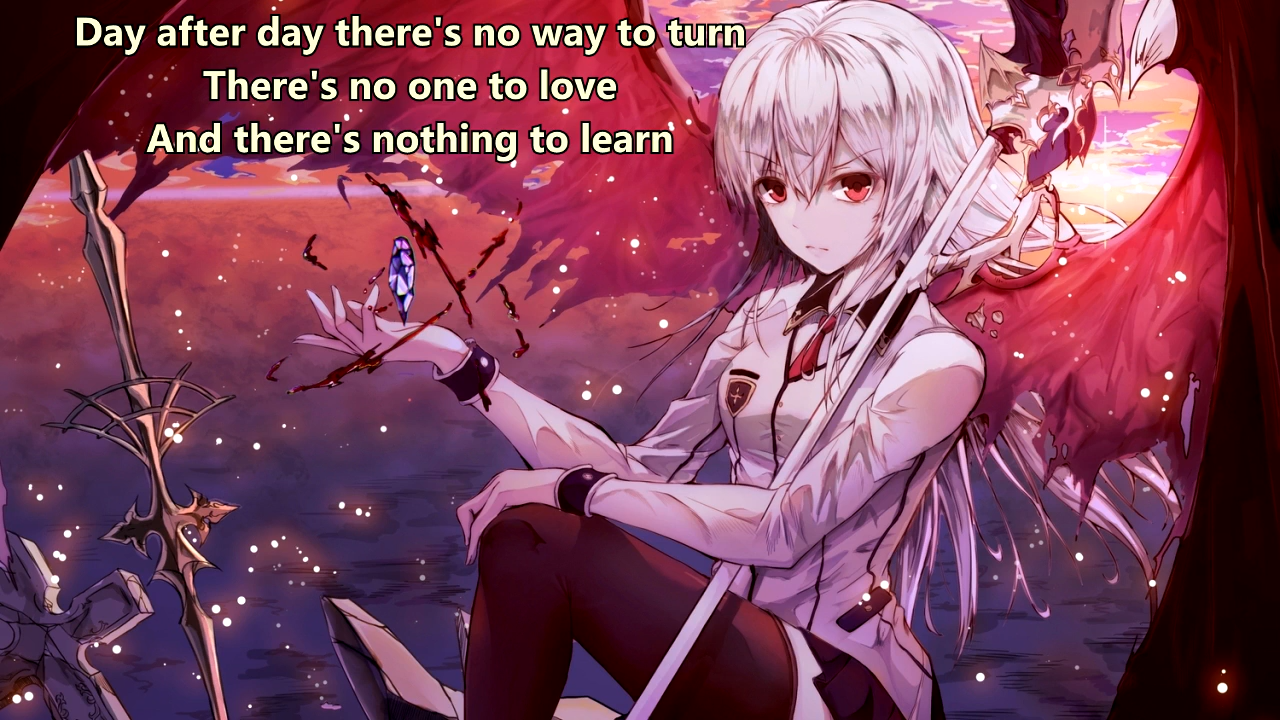 Day after day there's no way to turn
There's no one to love
And there's nothing to learn